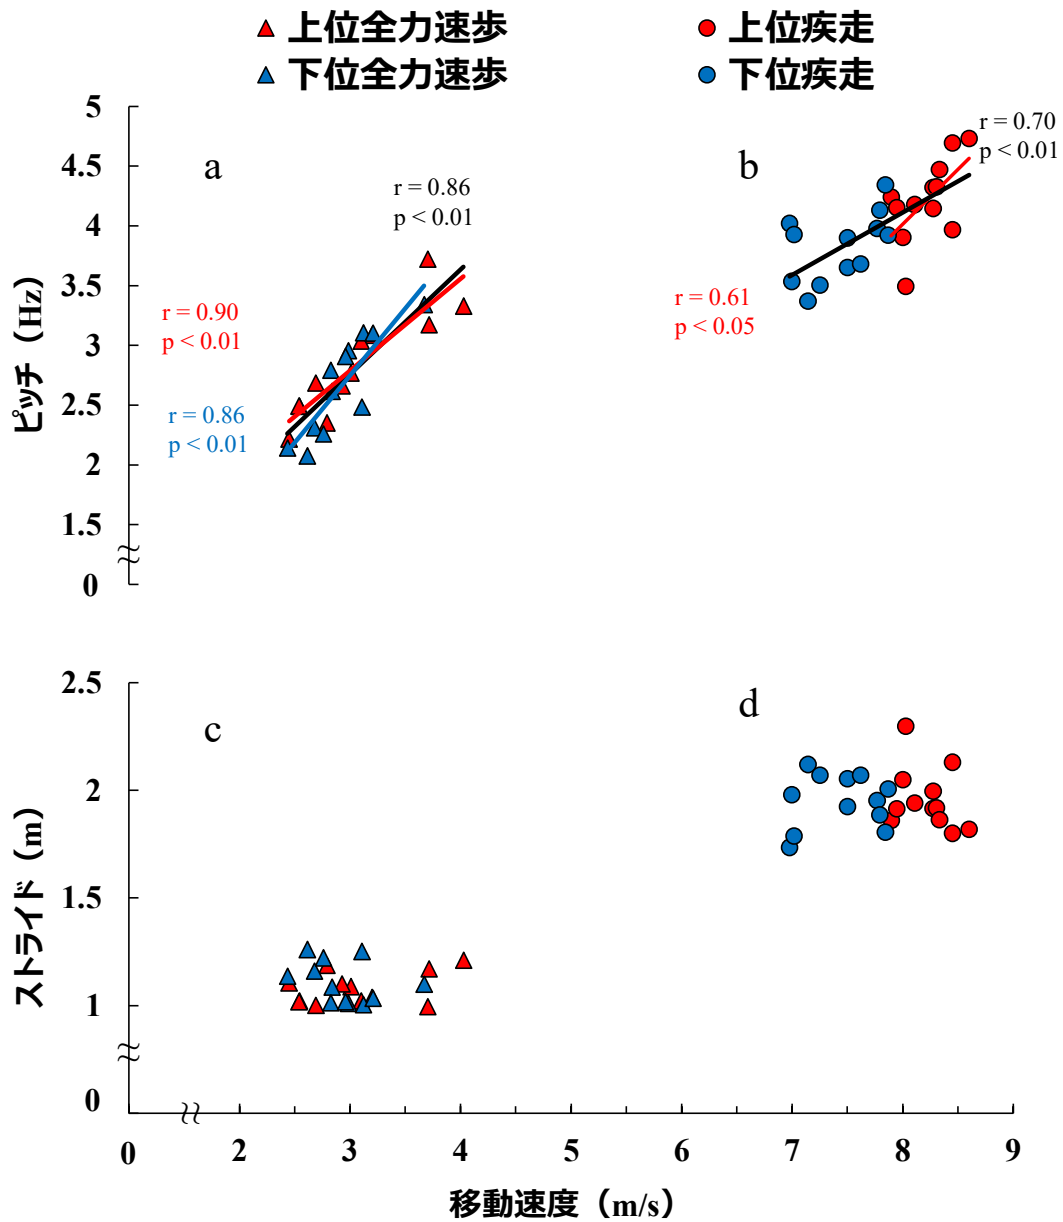 上位全力速歩 上位疾走
下位全力速歩 下位疾走
5
a
b
r = 0.70
p < 0.01
4.5
r = 0.86
p < 0.01
4
3.5
r = 0.90
p < 0.01
r = 0.61
p < 0.05
3
2.5
r = 0.86
p < 0.01
2
1.5
0
ピッチ（Hz）
2.5
c
d
2
1.5
1
0
ストライド（m）
0 2 3 4 5 6 7 8 9
移動速度（m/s）